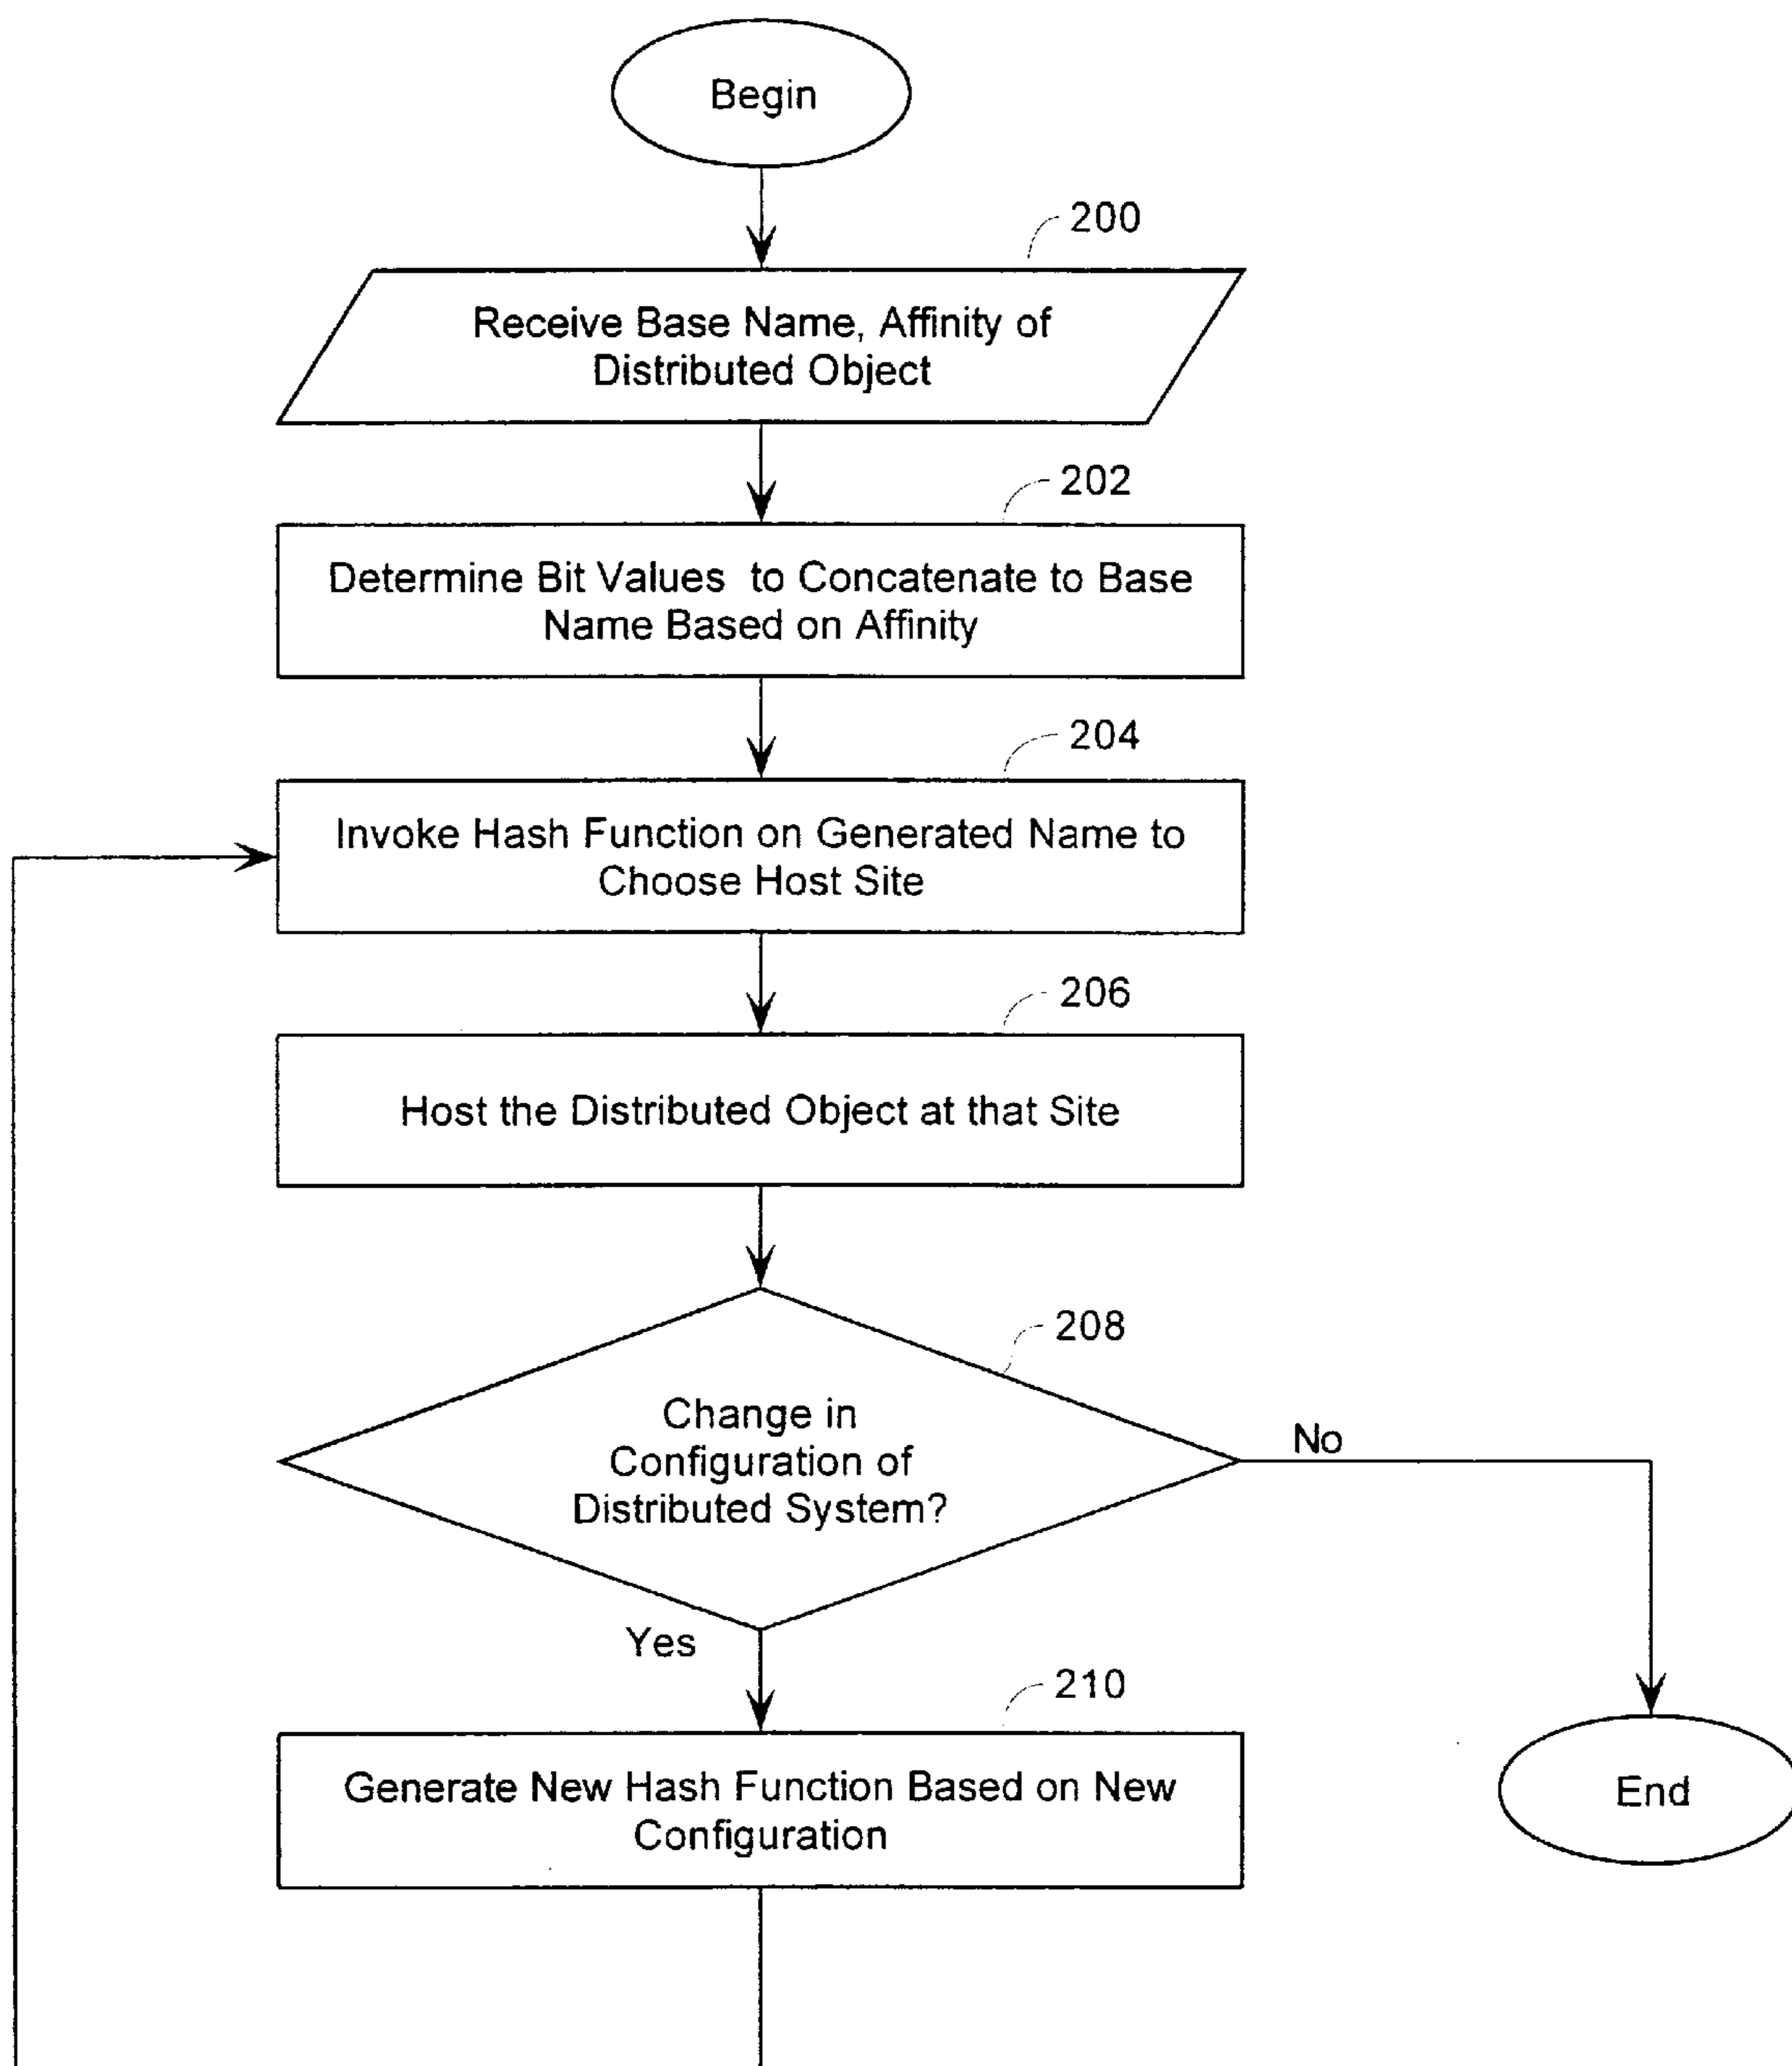 Begin
200
Receive Base Name, Affinity of
Distributed Object
202
Determine Bit Values to Concatenate to Base
Name Based on Affinity
204
Invoke Hash Function on Generated Name to
Choose Host Site
206
Host the Distributed Object at that Site
208
Change in
Configuration of
Distributed System?
No
Yes
210
Generate New Hash Function Based on New
Configuration
End